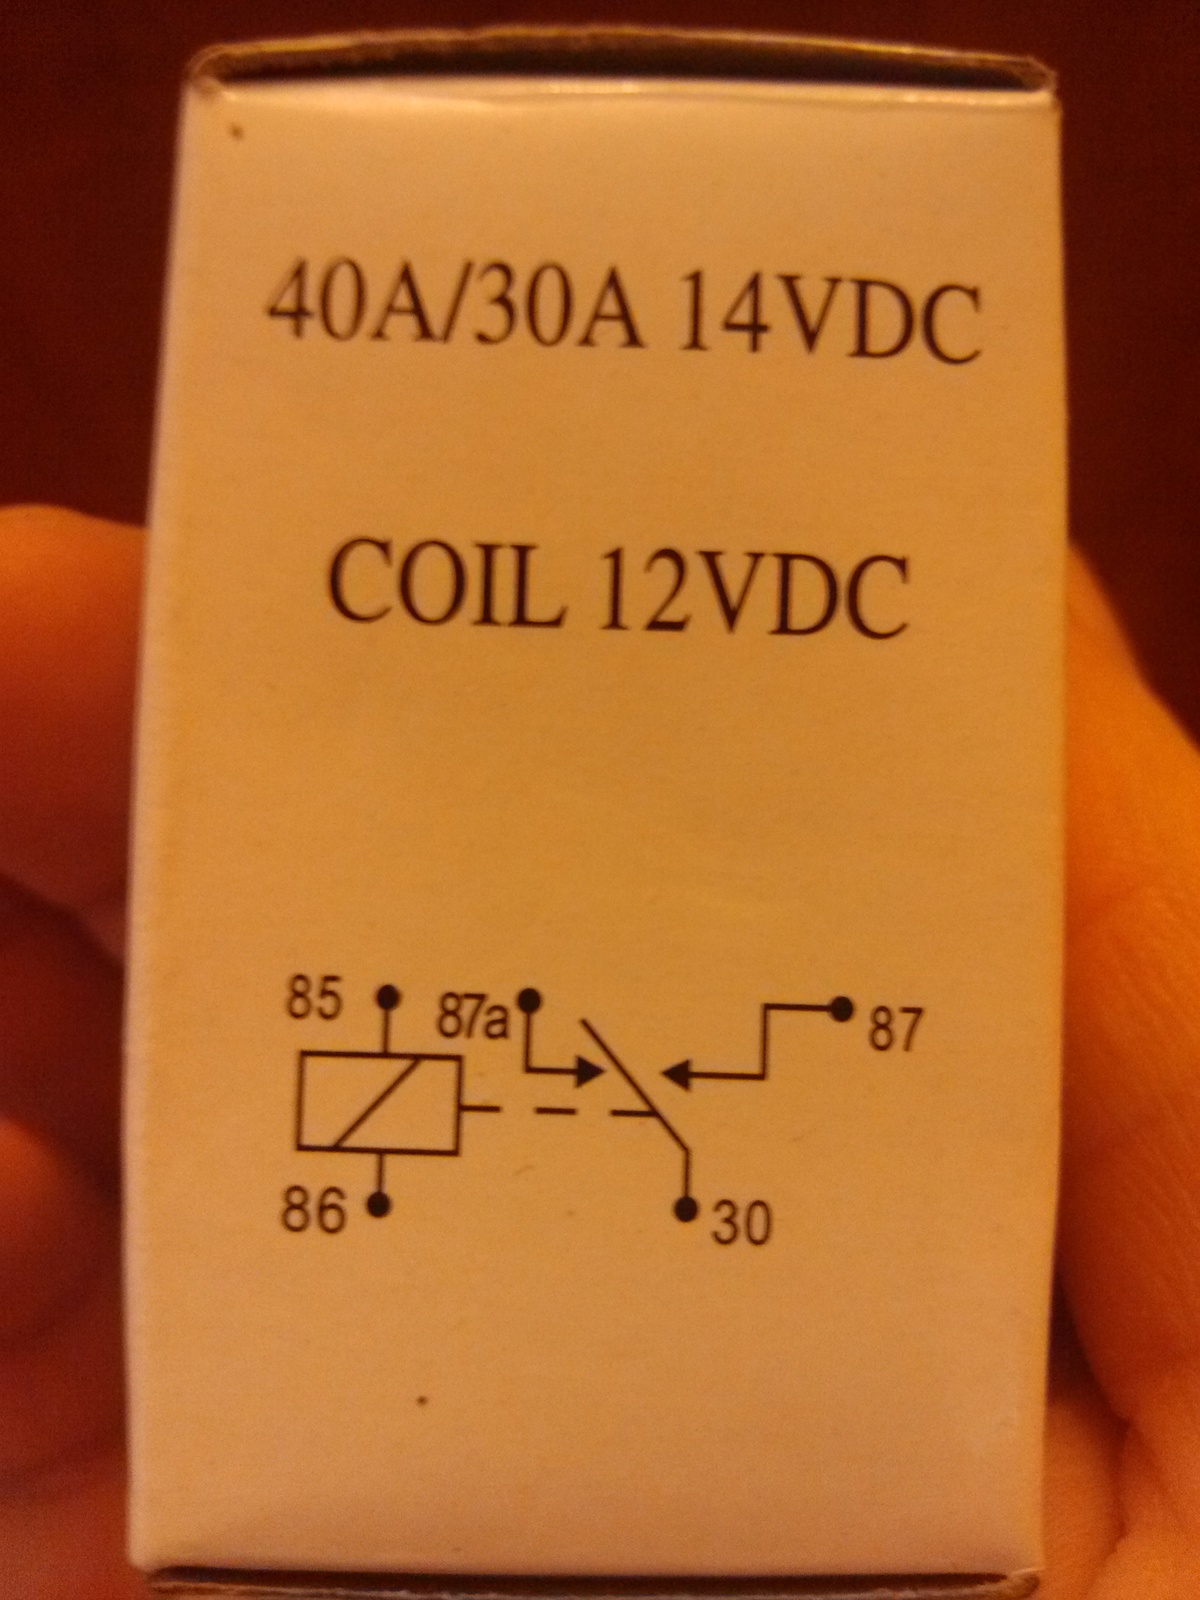 40A/30A 14VDC
COIL 12VDC
85 87a 87
86 30